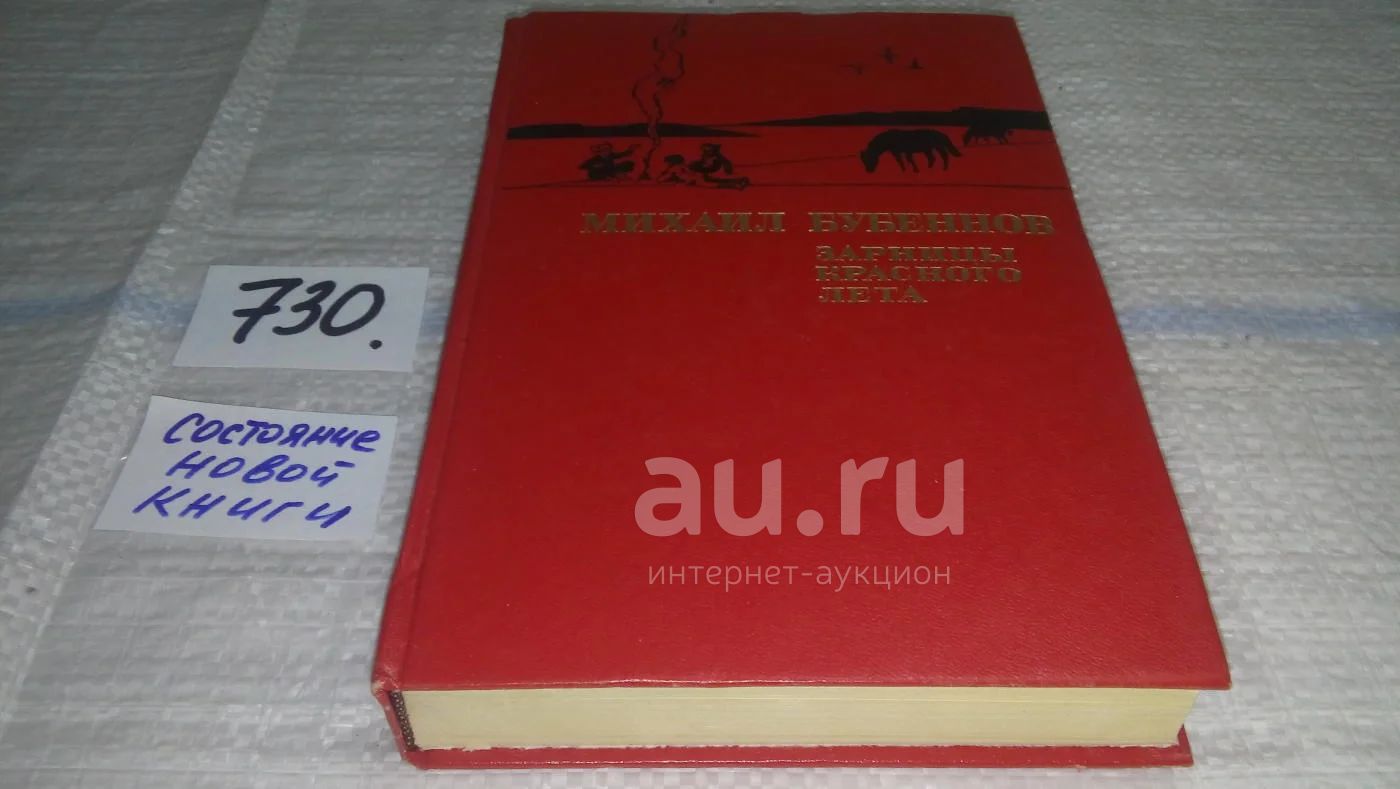 МИХАИЛ БУБЕННОВ
ЗАРНИЦЫ
КРАСНОГО
ЛЕТА
730.
СОСТОЯНИЕ
НОВОЙ
КНИГИ
au.ru
интернет-аукцион